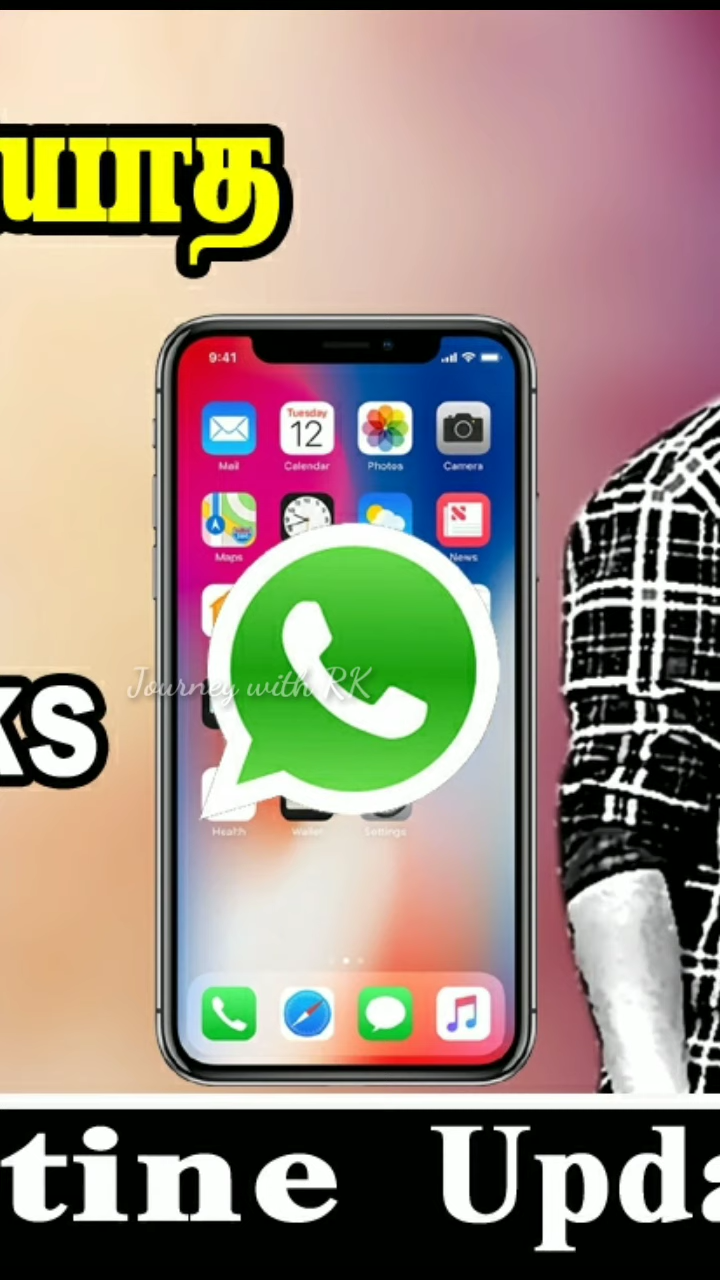 யாத
9:41
Tuesday
12
Mail Calendar Photos Camera
Maps News
Journey with RK
ks
Health Wallet Settings
tine Upda